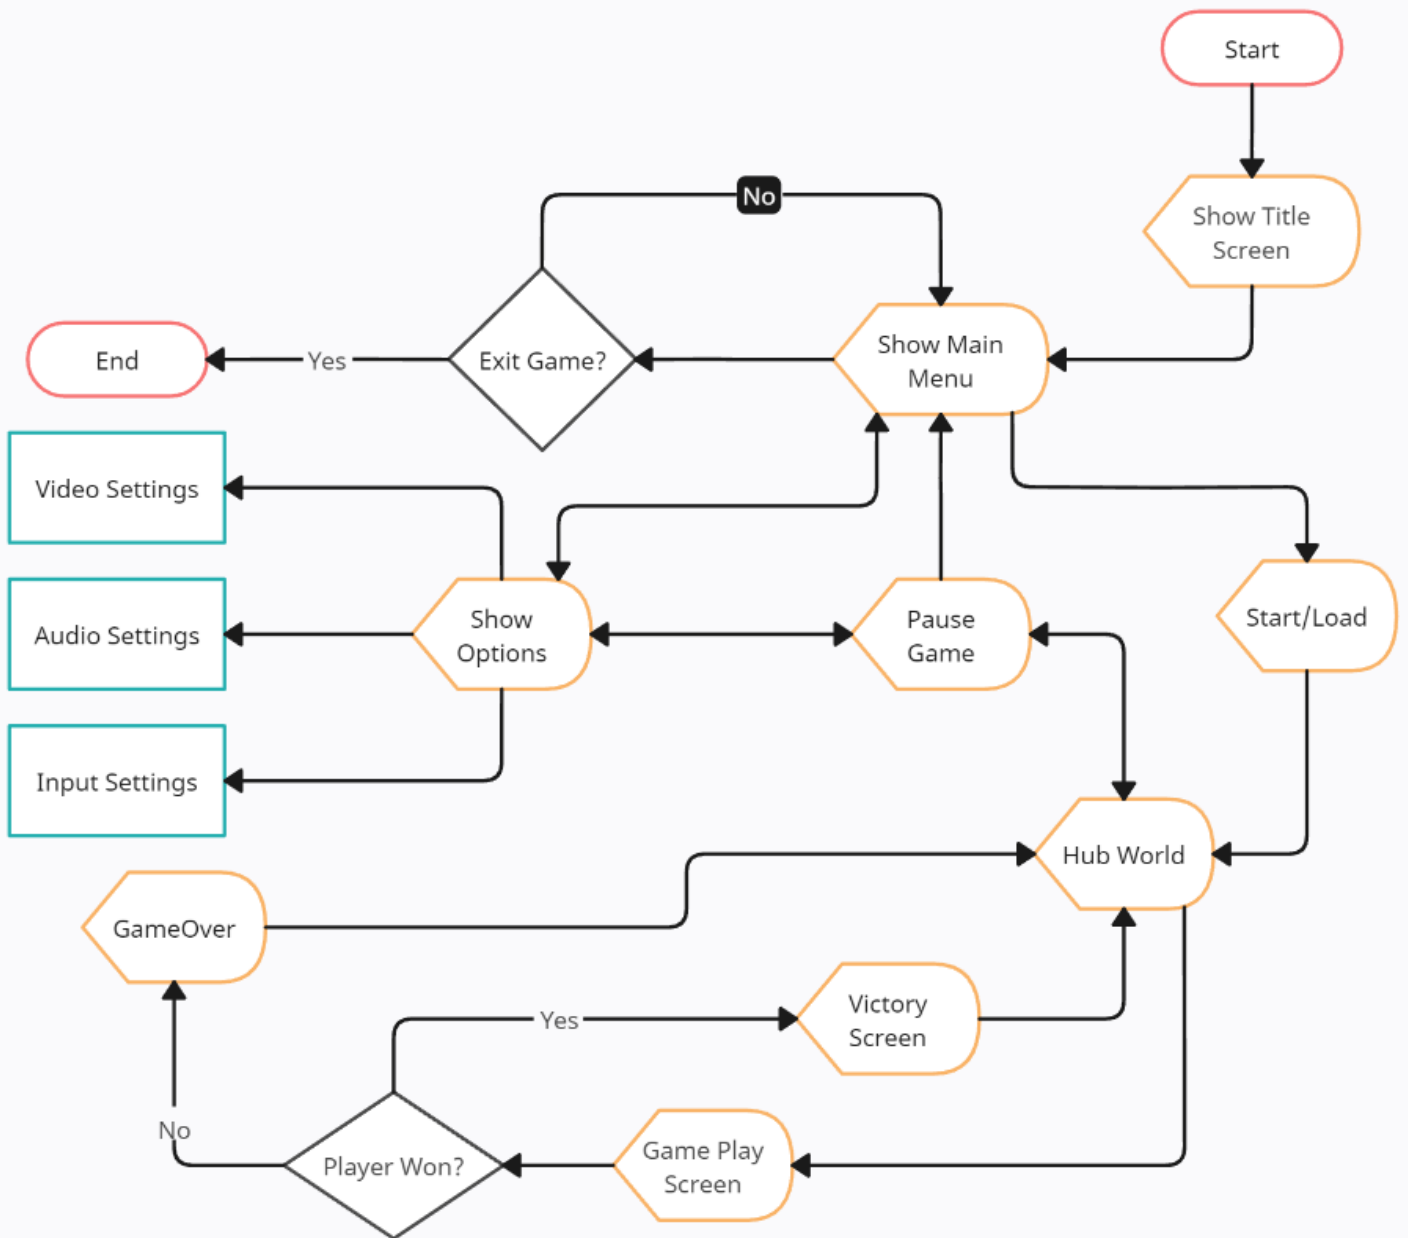 Start
Show Title
Screen
No
Show Main
Menu
Exit Game?
Yes
End
Video Settings
Audio Settings
Input Settings
Show
Options
Pause
Game
Start/Load
Hub World
GameOver
Victory
Screen
Yes
No
Player Won?
Game Play
Screen